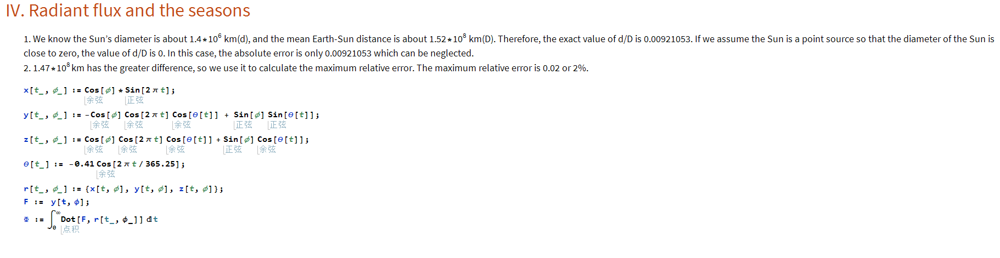 IV. Radiant flux and the seasons
1. We know the Sun's diameter is about 1.4*10⁶ km(d), and the mean Earth-Sun distance is about 1.52*10⁸ km(D). Therefore, the exact value of d/D is 0.00921053. If we assume the Sun is a point source so that the diameter of the Sun is
close to zero, the value of d/D is 0. In this case, the absolute error is only 0.00921053 which can be neglected.
2. 1.47*10⁸ km has the greater difference, so we use it to calculate the maximum relative error. The maximum relative error is 0.02 or 2%.
x[t_, ϕ_] := Cos[ϕ] * Sin[2 π t];
余弦 正弦
y[t_, ϕ_] := -Cos[ϕ] Cos[2 π t] Cos[θ[t]] + Sin[ϕ] Sin[θ[t]];
余弦 余弦 余弦 正弦 正弦
z[t_, ϕ_] := Cos[ϕ] Cos[2 π t] Cos[θ[t]] + Sin[ϕ] Cos[θ[t]];
余弦 余弦 余弦 正弦 余弦
θ[t_] := -0.41 Cos[2 π t / 365.25];
余弦
r[t_, ϕ_] := {x[t, ϕ], y[t, ϕ], z[t, ϕ]};
F := y[t, ϕ];
Φ := ∫₀^∞ Dot[F, r[t_, ϕ_]] ⅆt
点积